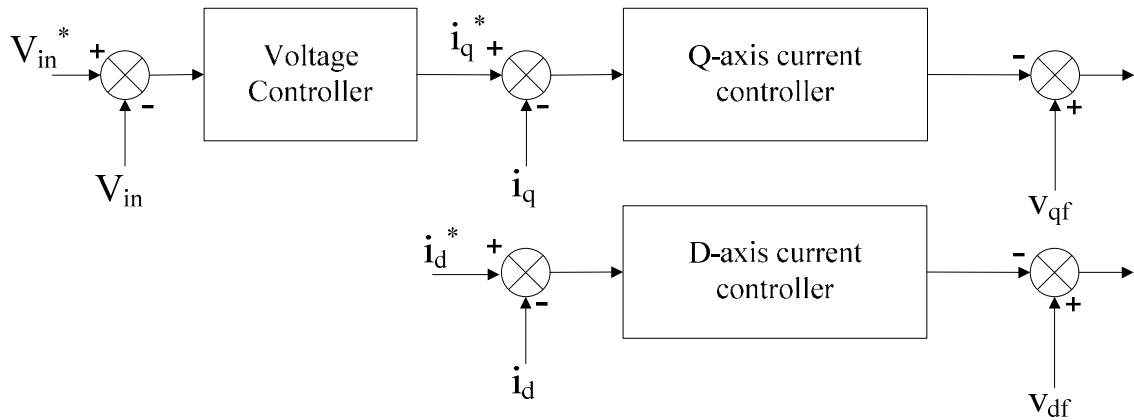 V_in^*
+
-
V_in
Voltage
Controller
i_q^*
+
-
i_q
Q-axis current
controller
-
+
v_qf
i_d^*
+
-
i_d
D-axis current
controller
-
+
v_df